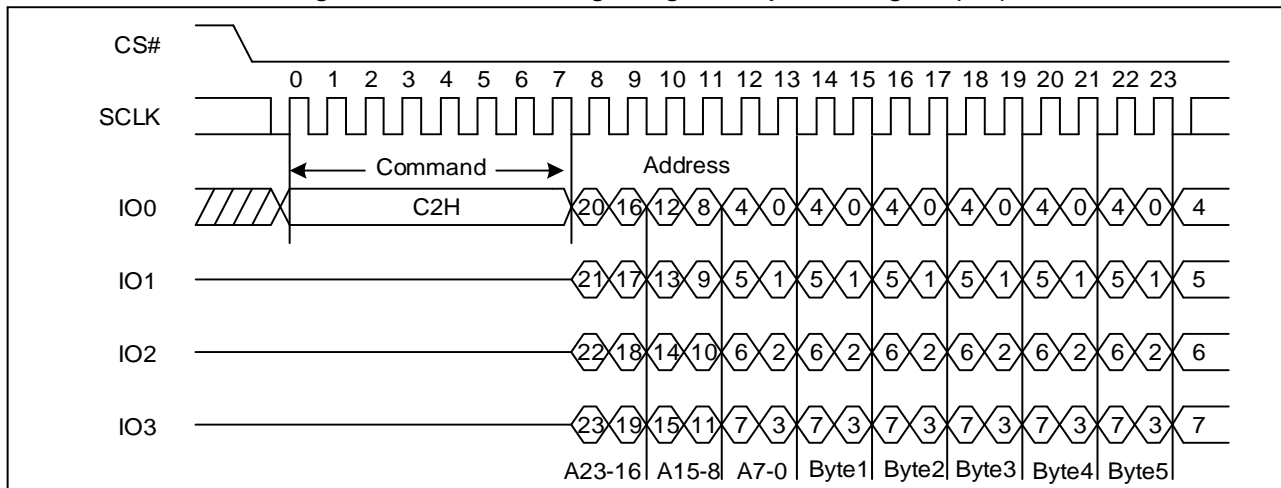 CS#
0 1 2 3 4 5 6 7 8 9 10 11 12 13 14 15 16 17 18 19 20 21 22 23
SCLK
Command Address
IO0 C2H 20 16 12 8 4 0 4 0 4 0 4 0 4 0 4 0 4
IO1 21 17 13 9 5 1 5 1 5 1 5 1 5 1 5 1 5
IO2 22 18 14 10 6 2 6 2 6 2 6 2 6 2 6 2 6
IO3 23 19 15 11 7 3 7 3 7 3 7 3 7 3 7 3 7
A23-16 A15-8 A7-0 Byte1 Byte2 Byte3 Byte4 Byte5